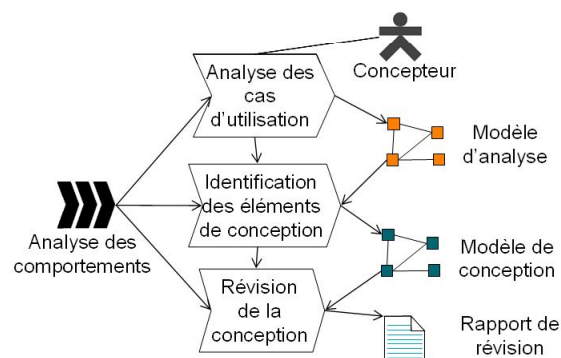 Analyse des
cas
d'utilisation
Concepteur
Modèle
d'analyse
Identification
des éléments
de conception
Analyse des
comportements
Modèle de
conception
Révision
de la
conception
Rapport de
révision